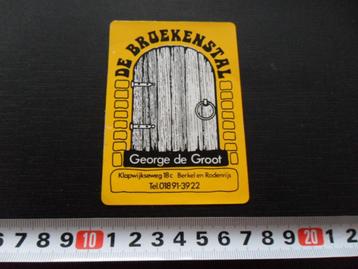 DE BROEKENSTAL
George de Groot
Klapwijkseweg 18c Berkel en Rodenrijs
Tel. 01891-3922
6 7 8 9 10 1 2 3 4 5 6 7 8 9 20 1 2